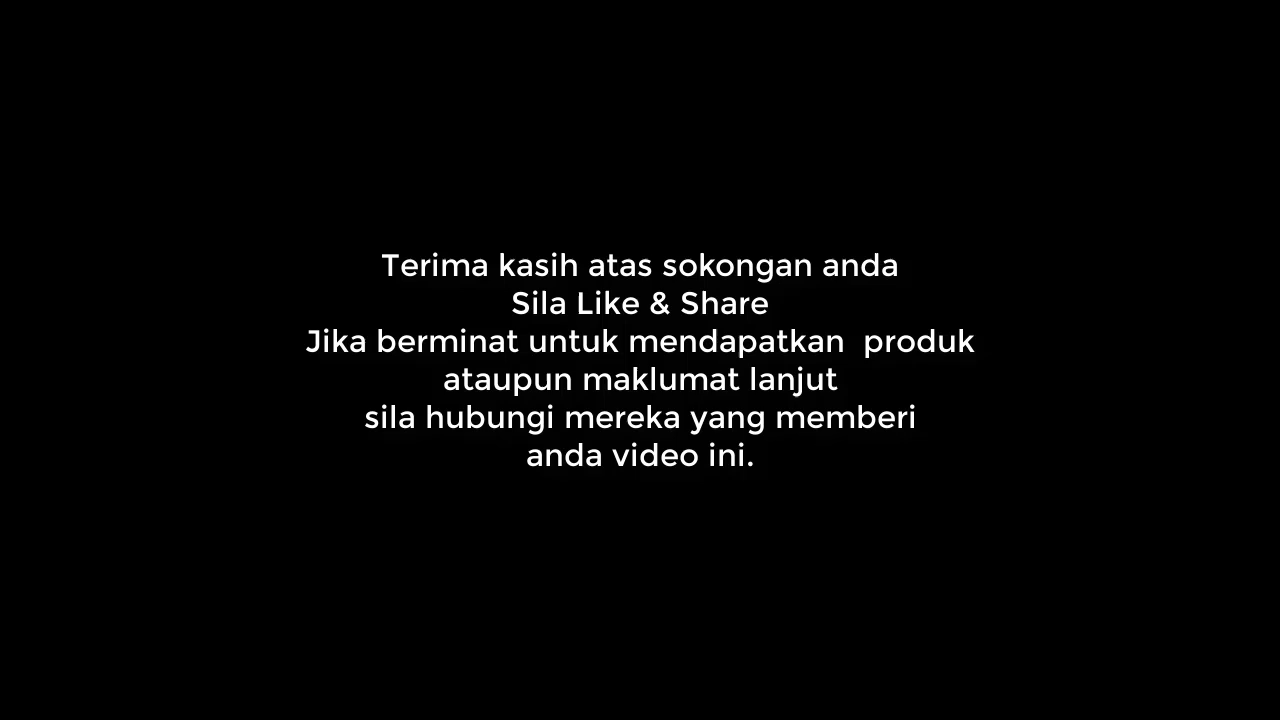 Terima kasih atas sokongan anda
Sila Like & Share
Jika berminat untuk mendapatkan  produk
ataupun maklumat lanjut
sila hubungi mereka yang memberi
anda video ini.